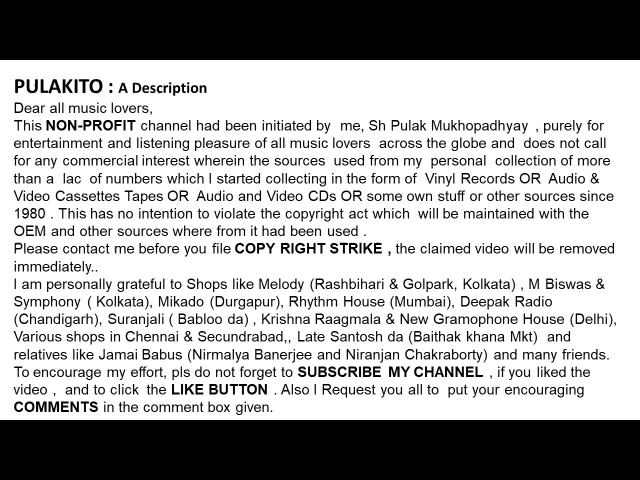 PULAKITO : A Description
Dear all music lovers,
This NON-PROFIT channel had been initiated by me, Sh Pulak Mukhopadhyay , purely for
entertainment and listening pleasure of all music lovers across the globe and does not call
for any commercial interest wherein the sources used from my personal collection of more
than a lac of numbers which I started collecting in the form of Vinyl Records OR Audio &
Video Cassettes Tapes OR Audio and Video CDs OR some own stuff or other sources since
1980 . This has no intention to violate the copyright act which will be maintained with the
OEM and other sources where from it had been used .
Please contact me before you file COPY RIGHT STRIKE , the claimed video will be removed
immediately..
I am personally grateful to Shops like Melody (Rashbihari & Golpark, Kolkata) , M Biswas &
Symphony ( Kolkata), Mikado (Durgapur), Rhythm House (Mumbai), Deepak Radio
(Chandigarh), Suranjali ( Babloo da) , Krishna Raagmala & New Gramophone House (Delhi),
Various shops in Chennai & Secundrabad,, Late Santosh da (Baithak khana Mkt) and
relatives like Jamai Babus (Nirmalya Banerjee and Niranjan Chakraborty) and many friends.
To encourage my effort, pls do not forget to SUBSCRIBE MY CHANNEL , if you liked the
video , and to click the LIKE BUTTON . Also I Request you all to put your encouraging
COMMENTS in the comment box given.